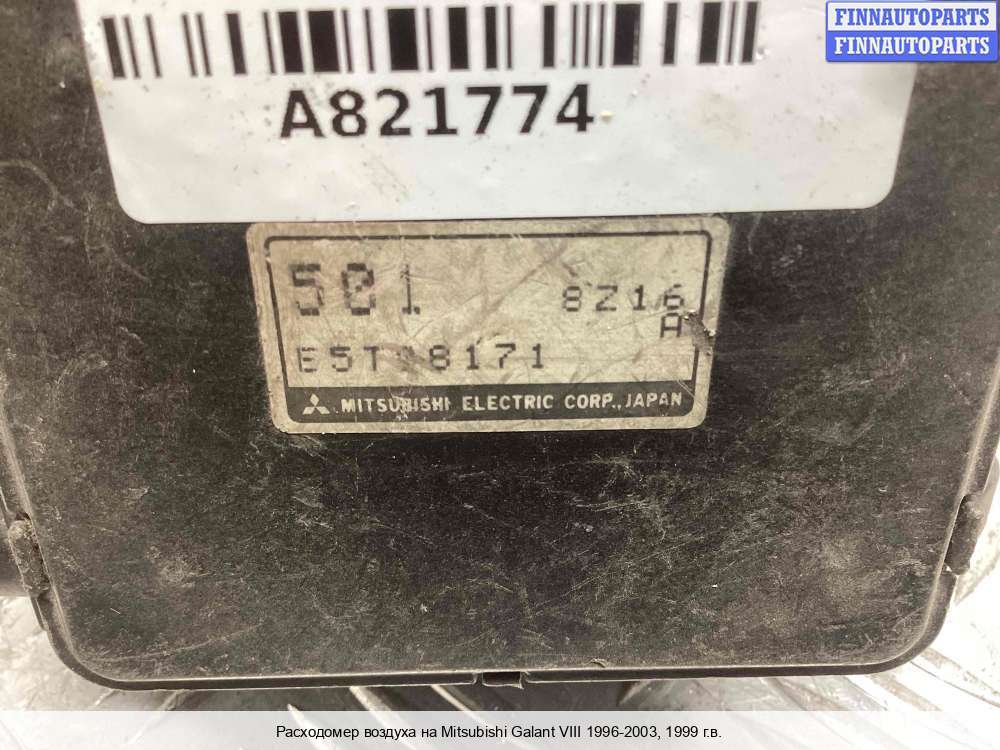 FINNAUTOPARTS
FINNAUTOPARTS
A821774
501
8Z16
A
MITSUBISHI ELECTRIC CORP., JAPAN
Расходомер воздуха на Mitsubishi Galant VIII 1996-2003, 1999 г.в.